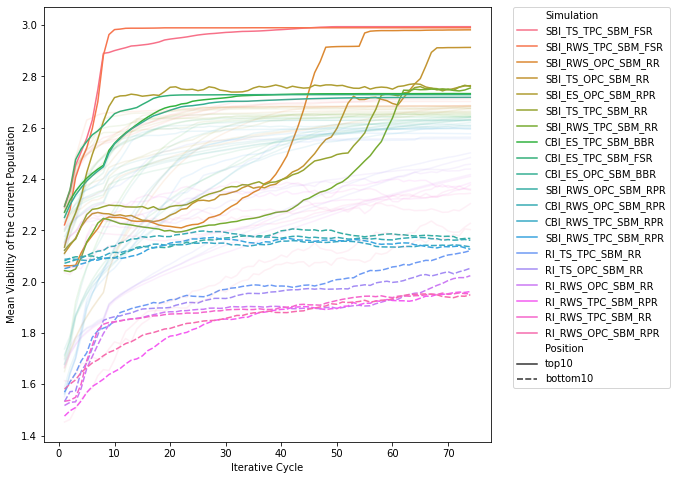 3.0
2.8
2.6
2.4
2.2
2.0
1.8
1.6
1.4
Mean Viability of the current Population
0 10 20 30 40 50 60 70
Iterative Cycle
Simulation
SBI_TS_TPC_SBM_FSR
SBI_RWS_TPC_SBM_FSR
SBI_RWS_OPC_SBM_RR
SBI_TS_OPC_SBM_RR
SBI_ES_OPC_SBM_RPR
SBI_TS_TPC_SBM_RR
SBI_RWS_TPC_SBM_RR
CBI_ES_TPC_SBM_BBR
CBI_ES_TPC_SBM_FSR
CBI_ES_OPC_SBM_BBR
SBI_RWS_OPC_SBM_RPR
CBI_RWS_OPC_SBM_RPR
CBI_RWS_TPC_SBM_RPR
SBI_RWS_TPC_SBM_RPR
RI_TS_TPC_SBM_RR
RI_TS_OPC_SBM_RR
RI_RWS_OPC_SBM_RR
RI_RWS_TPC_SBM_RPR
RI_RWS_TPC_SBM_RR
RI_RWS_OPC_SBM_RPR
Position
top10
bottom10